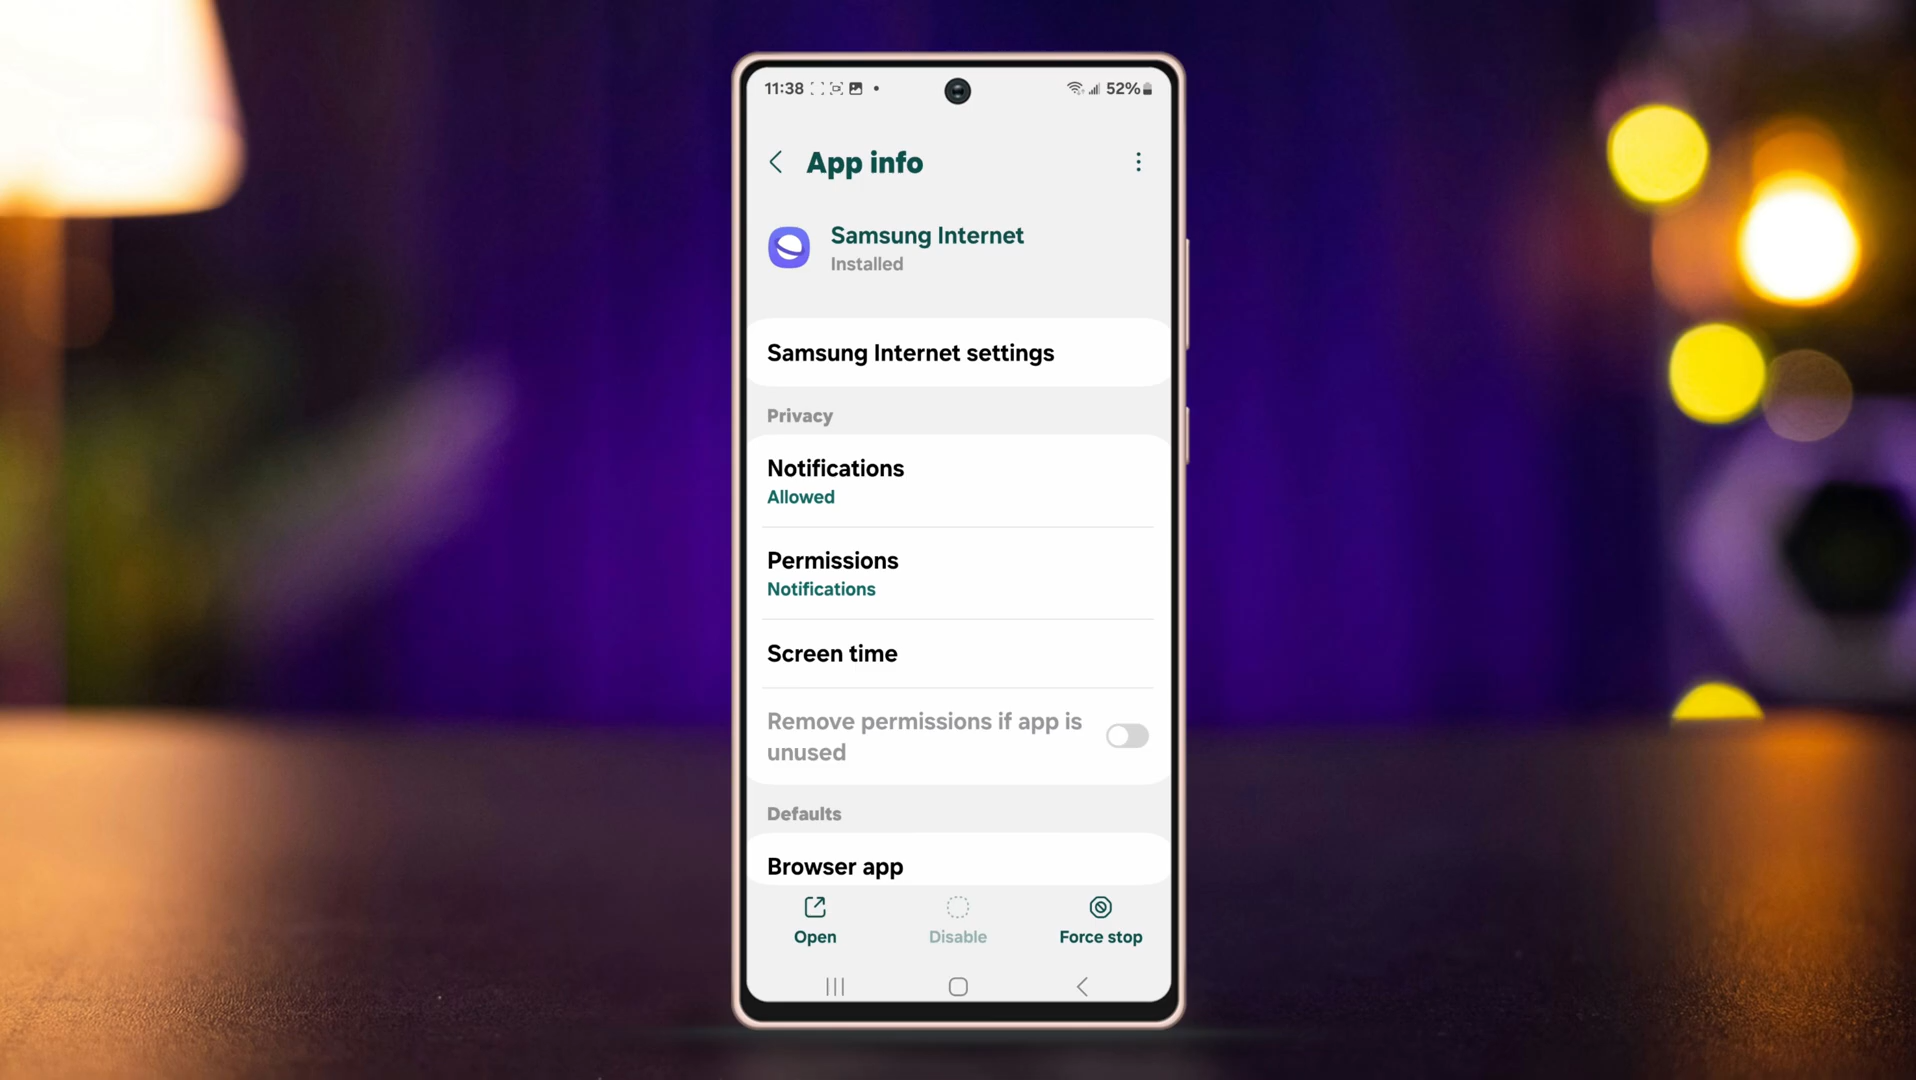 11:38
52%
App info
Samsung Internet
Installed
Samsung Internet settings
Privacy
Notifications
Allowed
Permissions
Notifications
Screen time
Remove permissions if app is
unused
Defaults
Browser app
Open
Disable
Force stop